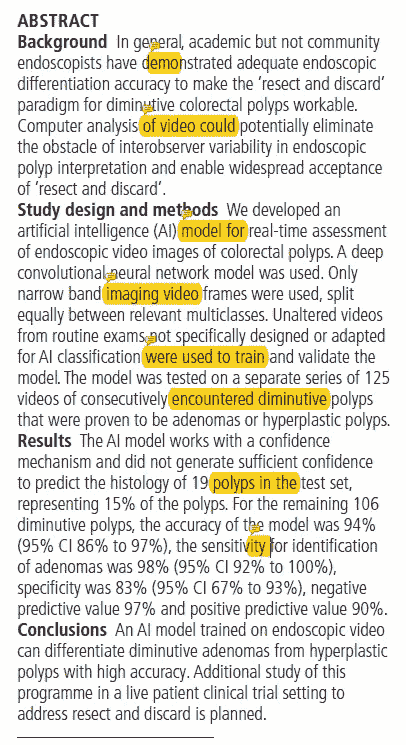 ABSTRACT
Background In general, academic but not community
endoscopists have demonstrated adequate endoscopic
differentiation accuracy to make the ‘resect and discard’
paradigm for diminutive colorectal polyps workable.
Computer analysis of video could potentially eliminate
the obstacle of interobserver variability in endoscopic
polyp interpretation and enable widespread acceptance
of ‘resect and discard’.
Study design and methods We developed an
artificial intelligence (AI) model for real-time assessment
of endoscopic video images of colorectal polyps. A deep
convolutional neural network model was used. Only
narrow band imaging video frames were used, split
equally between relevant multiclasses. Unaltered videos
from routine exams not specifically designed or adapted
for AI classification were used to train and validate the
model. The model was tested on a separate series of 125
videos of consecutively encountered diminutive polyps
that were proven to be adenomas or hyperplastic polyps.
Results The AI model works with a confidence
mechanism and did not generate sufficient confidence
to predict the histology of 19 polyps in the test set,
representing 15% of the polyps. For the remaining 106
diminutive polyps, the accuracy of the model was 94%
(95% CI 86% to 97%), the sensitivity for identification
of adenomas was 98% (95% CI 92% to 100%),
specificity was 83% (95% CI 67% to 93%), negative
predictive value 97% and positive predictive value 90%.
Conclusions An AI model trained on endoscopic video
can differentiate diminutive adenomas from hyperplastic
polyps with high accuracy. Additional study of this
programme in a live patient clinical trial setting to
address resect and discard is planned.